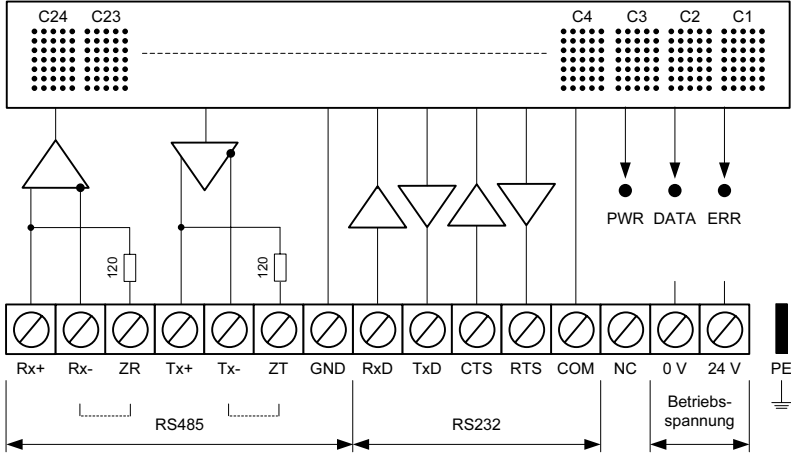 C24 C23 C4 C3 C2 C1
PWR DATA ERR
120 120
Rx+ Rx- ZR Tx+ Tx- ZT GND RxD TxD CTS RTS COM NC 0 V 24 V PE
RS485 RS232 Betriebs-
spannung